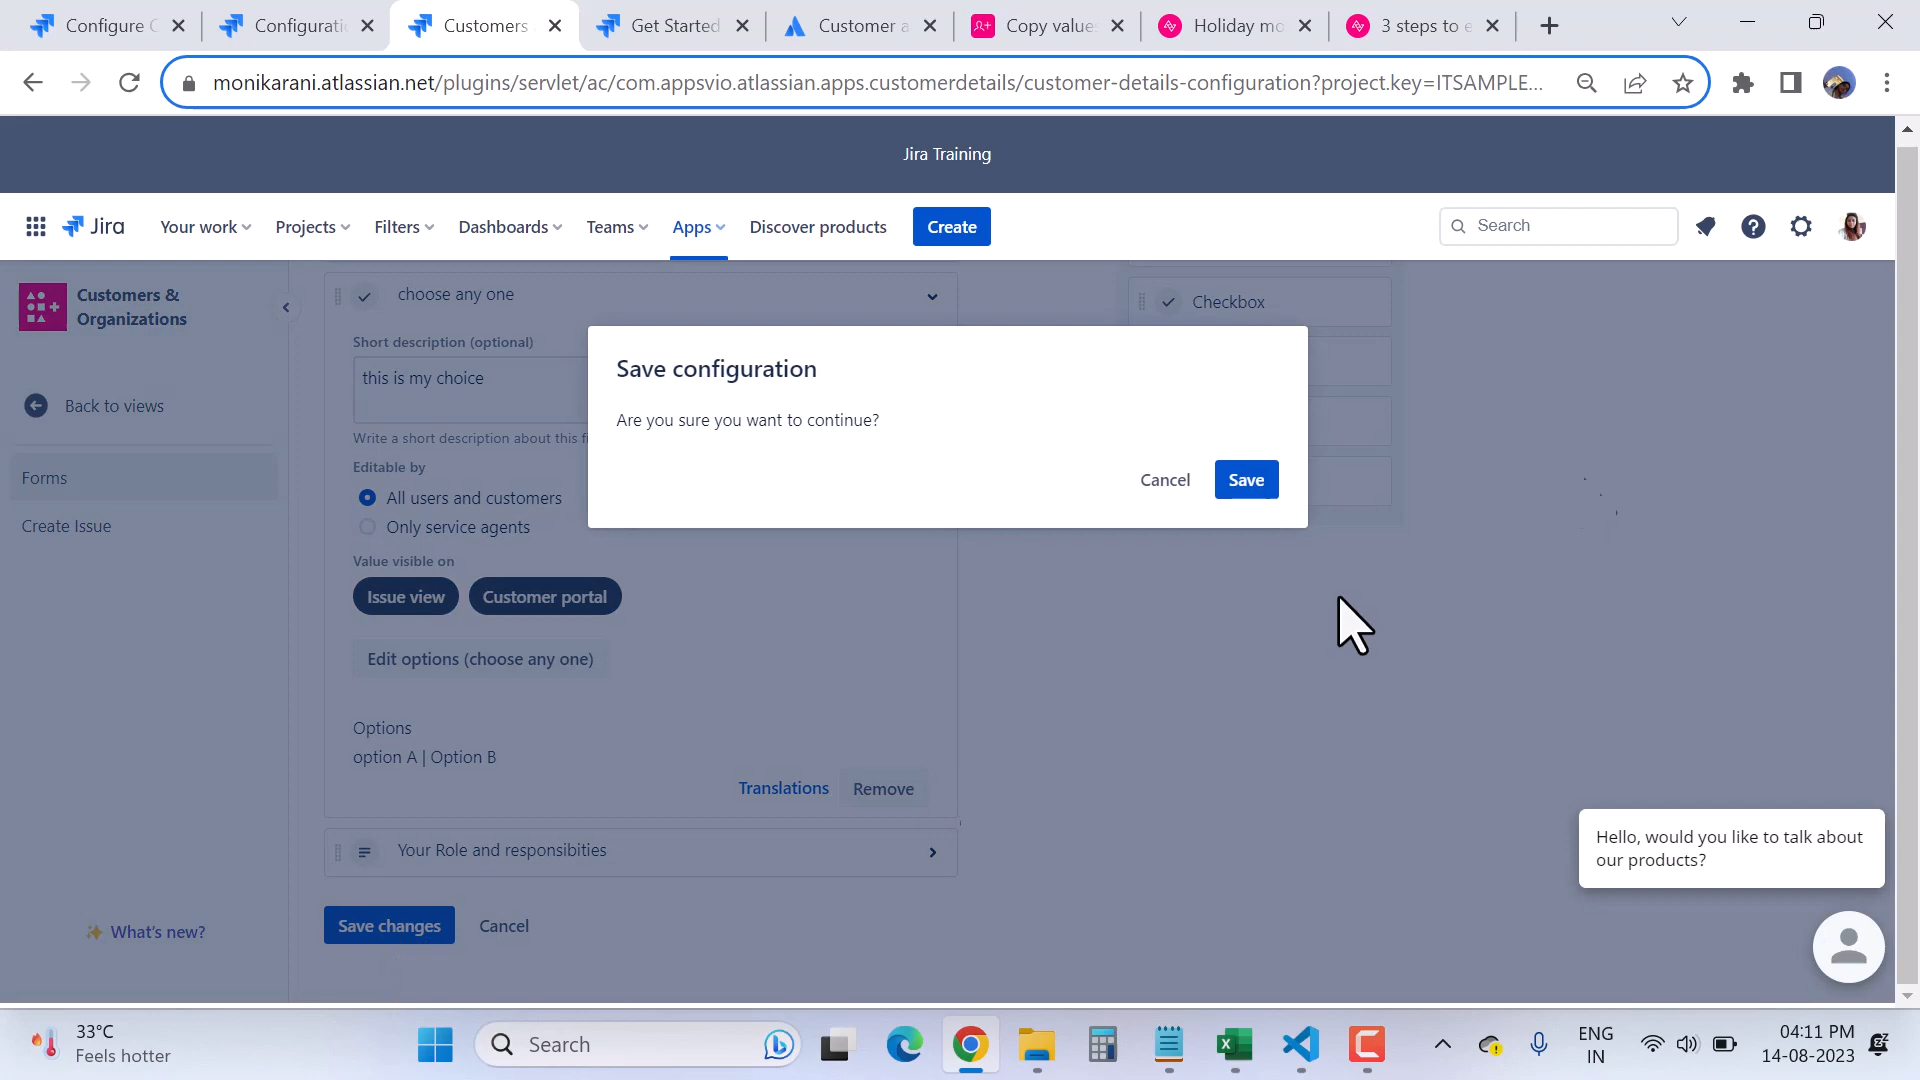 Configure C
Configuratio
Customers
Get Started
Customer a
Copy values
Holiday mo
3 steps to e
monikarani.atlassian.net/plugins/servlet/ac/com.appsvio.atlassian.apps.customerdetails/customer-details-configuration?project.key=ITSAMPLE...
Jira Training
Jira
Your work
Projects
Filters
Dashboards
Teams
Apps
Discover products
Create
Search
Customers &
Organizations
Back to views
Forms
Create Issue
What's new?
choose any one
Short description (optional)
this is my choice
Write a short description about this fi
Editable by
All users and customers
Only service agents
Value visible on
Issue view
Customer portal
Edit options (choose any one)
Options
option A | Option B
Translations
Remove
Your Role and responsibities
Save changes
Cancel
Checkbox
Save configuration
Are you sure you want to continue?
Cancel
Save
Hello, would you like to talk about
our products?
33°C
Feels hotter
Search
ENG
IN
04:11 PM
14-08-2023